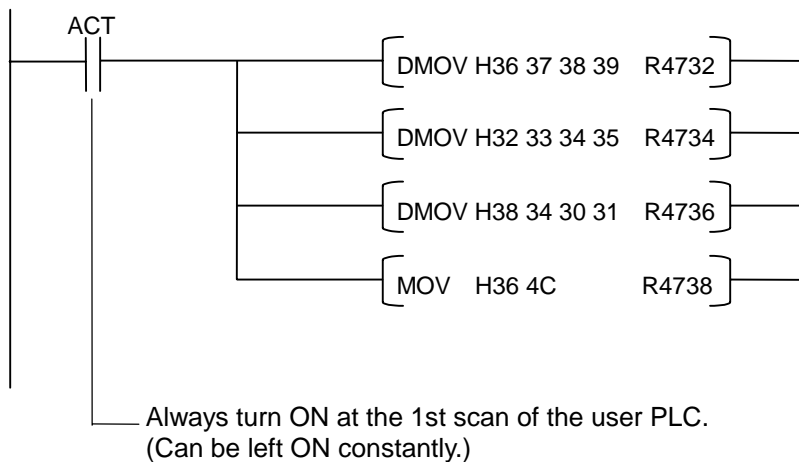 ACT
DMOV H36 37 38 39 R4732
DMOV H32 33 34 35 R4734
DMOV H38 34 30 31 R4736
MOV H36 4C R4738
Always turn ON at the 1st scan of the user PLC.
(Can be left ON constantly.)